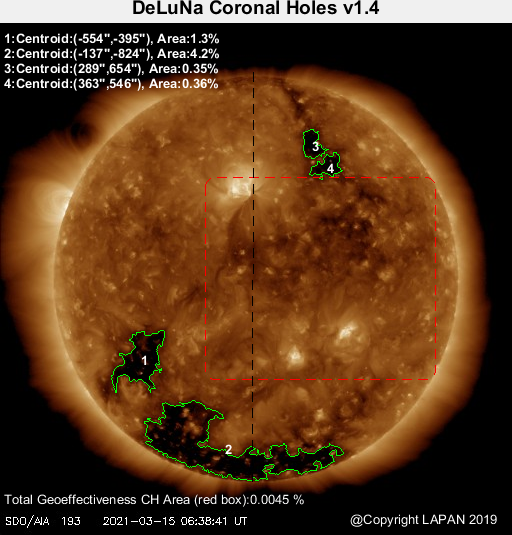 DeLuNa Coronal Holes v1.4
1:Centroid:(-554",-395"), Area:1.3%
2:Centroid:(-137",-824"), Area:4.2%
3:Centroid:(289",654"), Area:0.35%
4:Centroid:(363",546"), Area:0.36%
3
4
1
2
Total Geoeffectiveness CH Area (red box):0.0045 %
SDO/AIA 193 2021-03-15 06:38:41 UT
@Copyright LAPAN 2019